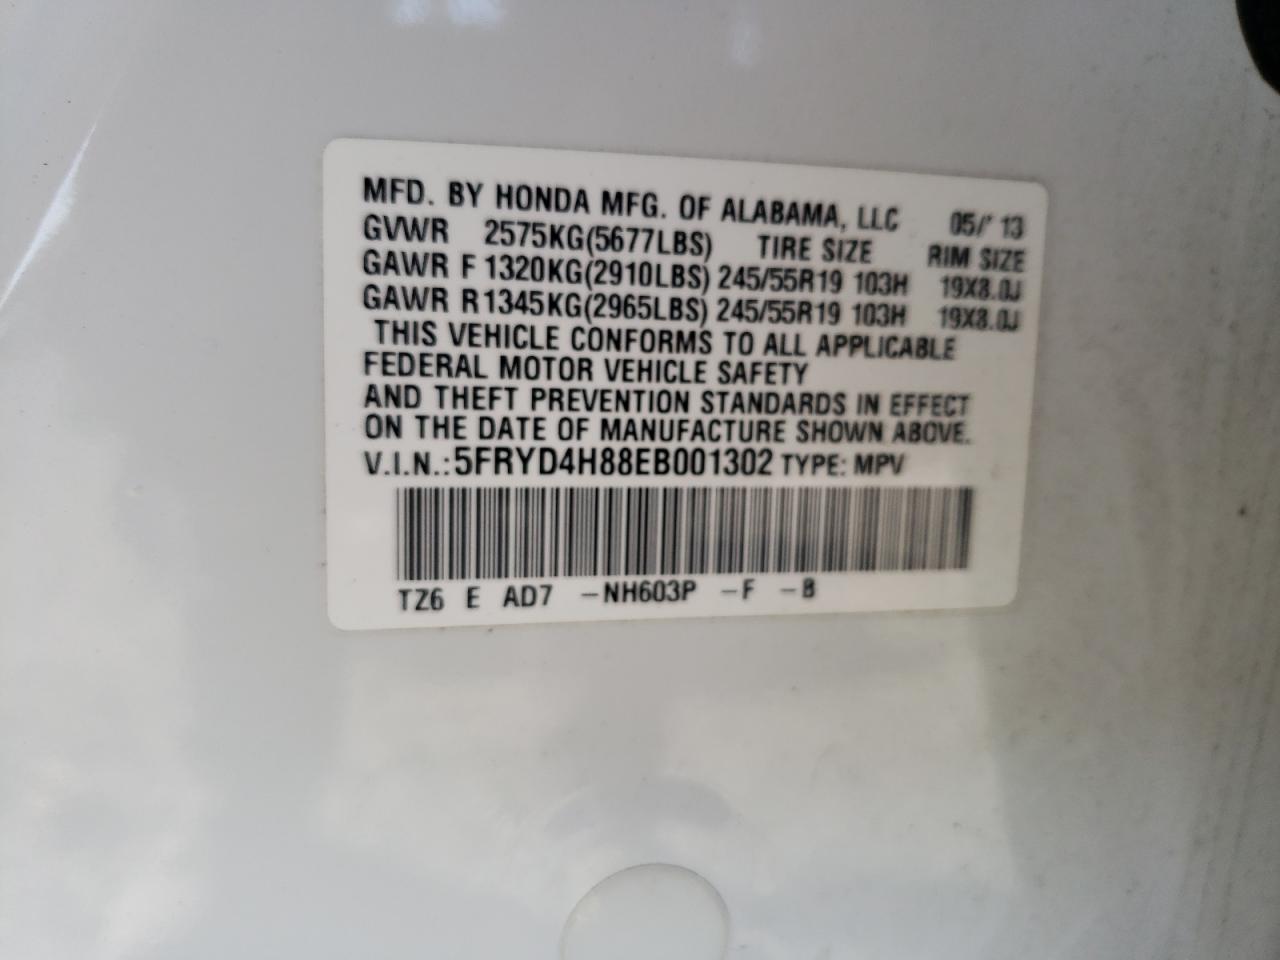 MFD. BY HONDA MFG. OF ALABAMA, LLC 05/'13
GVWR 2575KG(5677LBS) TIRE SIZE RIM SIZE
GAWR F 1320KG(2910LBS) 245/55R19 103H 19X8.0J
GAWR R1345KG(2965LBS) 245/55R19 103H 19X8.0J
THIS VEHICLE CONFORMS TO ALL APPLICABLE
FEDERAL MOTOR VEHICLE SAFETY
AND THEFT PREVENTION STANDARDS IN EFFECT
ON THE DATE OF MANUFACTURE SHOWN ABOVE.
V.I.N.:5FRYD4H88EB001302 TYPE: MPV
TZ6 E AD7 -NH603P -F -B